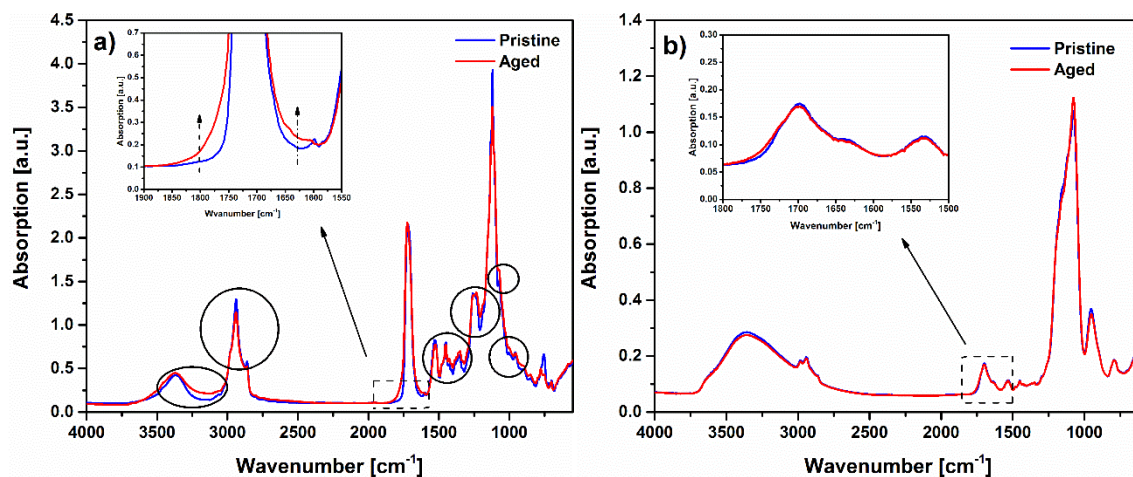 a)
Pristine
Aged
4.5
4.0
3.5
3.0
2.5
2.0
1.5
1.0
0.5
0.0
Absorption [a.u.]
4000 3500 3000 2500 2000 1500 1000
Wavenumber [cm-1]
0.7
0.6
0.5
0.4
0.3
0.2
0.1
0.0
Absorption [a.u.]
1900 1850 1800 1750 1700 1650 1600 1550
Wvanumber [cm-1]
b)
Pristine
Aged
1.4
1.2
1.0
0.8
0.6
0.4
0.2
0.0
Absorption [a.u.]
4000 3500 3000 2500 2000 1500 1000
Wavenumber [cm-1]
0.30
0.25
0.20
0.15
0.10
0.05
0.00
Absorption [a.u.]
1800 1750 1700 1650 1600 1550 1500
Wavenumber [cm-1]